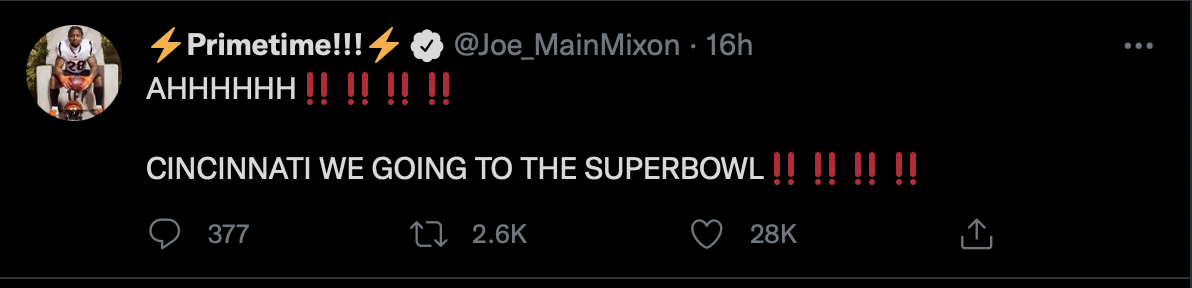 ⚡Primetime!!!⚡ @Joe_MainMixon · 16h
AHHHHHH‼️ ‼️ ‼️ ‼️
CINCINNATI WE GOING TO THE SUPERBOWL‼️ ‼️ ‼️ ‼️
377 2.6K 28K